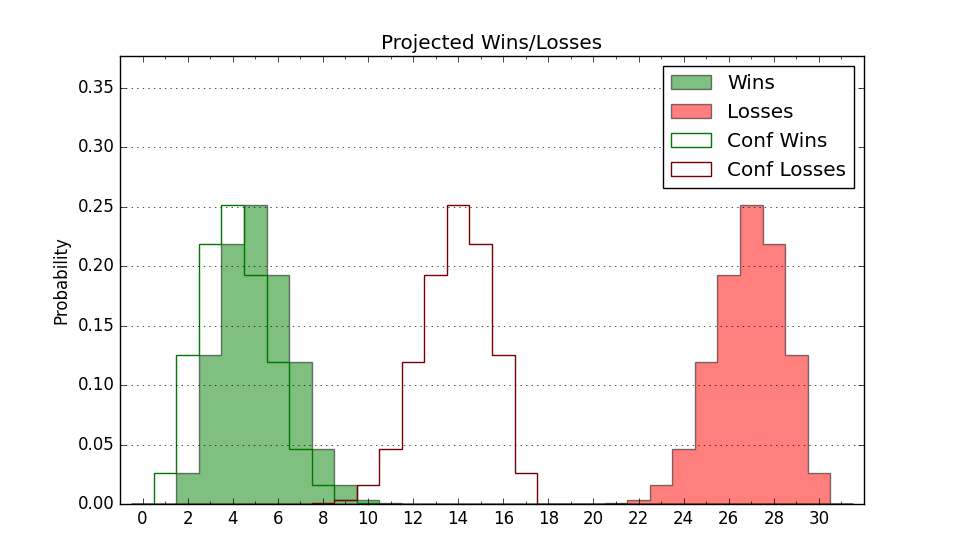 Projected Wins/Losses
Wins
Losses
Conf Wins
Conf Losses
Probability
0.35
0.30
0.25
0.20
0.15
0.10
0.05
0.00
0 2 4 6 8 10 12 14 16 18 20 22 24 26 28 30